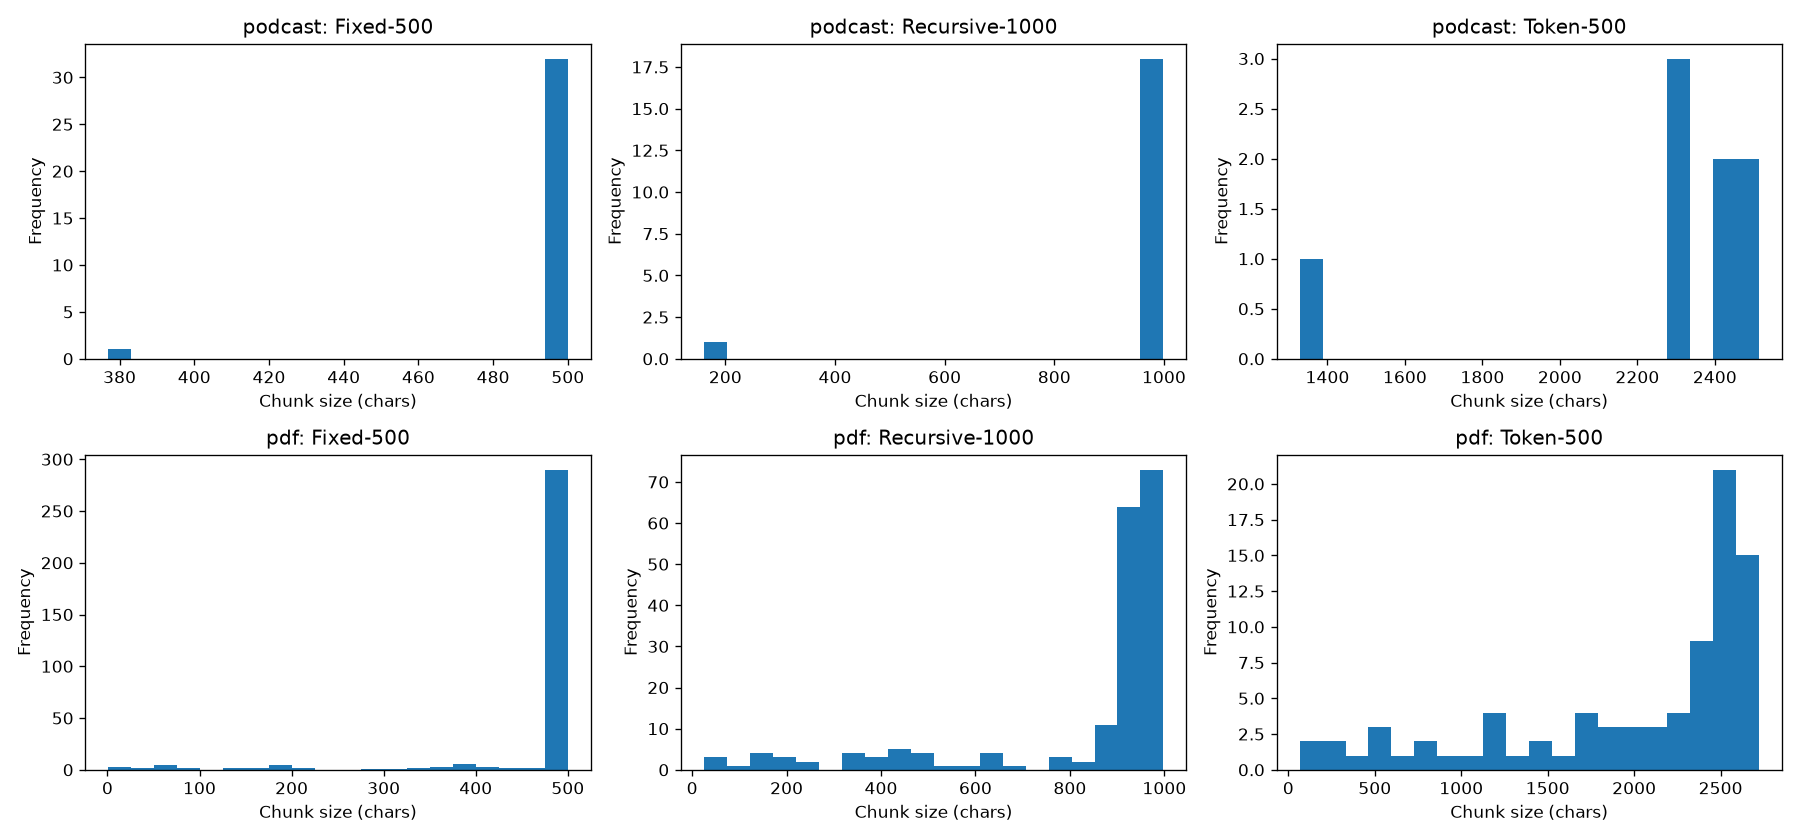 podcast: Fixed-500
30
25
20
15
10
5
0
Frequency
380 400 420 440 460 480 500
Chunk size (chars)
podcast: Recursive-1000
17.5
15.0
12.5
10.0
7.5
5.0
2.5
0.0
Frequency
200 400 600 800 1000
Chunk size (chars)
podcast: Token-500
3.0
2.5
2.0
1.5
1.0
0.5
0.0
Frequency
1400 1600 1800 2000 2200 2400
Chunk size (chars)
pdf: Fixed-500
300
250
200
150
100
50
0
Frequency
0 100 200 300 400 500
Chunk size (chars)
pdf: Recursive-1000
70
60
50
40
30
20
10
0
Frequency
0 200 400 600 800 1000
Chunk size (chars)
pdf: Token-500
20.0
17.5
15.0
12.5
10.0
7.5
5.0
2.5
0.0
Frequency
0 500 1000 1500 2000 2500
Chunk size (chars)